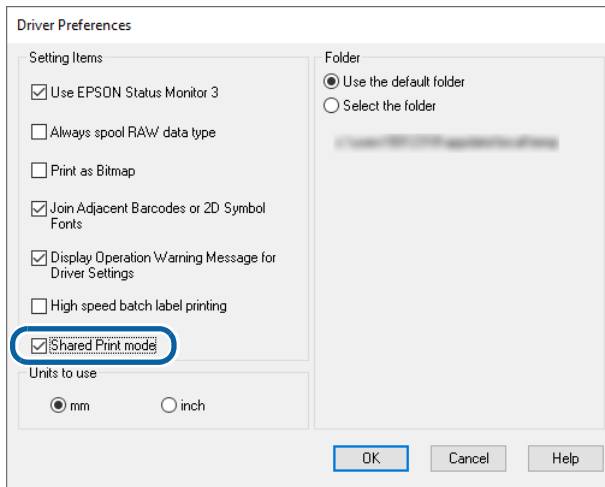 Driver Preferences
Setting Items
Use EPSON Status Monitor 3
Always spool RAW data type
Print as Bitmap
Join Adjacent Barcodes or 2D Symbol
Fonts
Display Operation Warning Message for
Driver Settings
High speed batch label printing
Shared Print mode
Units to use
mm
inch
Folder
Use the default folder
Select the folder
OK
Cancel
Help